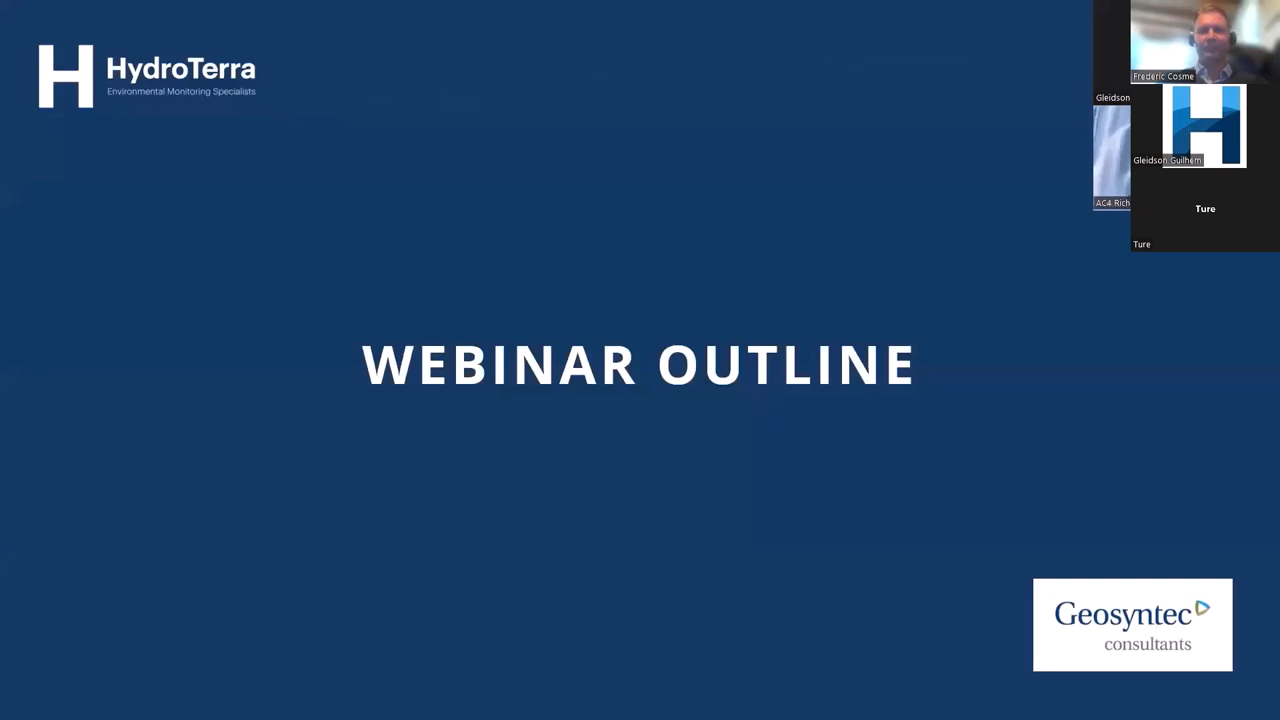 HydroTerra
Environmental Monitoring Specialists
Frederic Cosme
Gleidson
Gleidson Guilhem
AC4 Rich
Ture
Ture
WEBINAR OUTLINE
Geosyntec
consultants